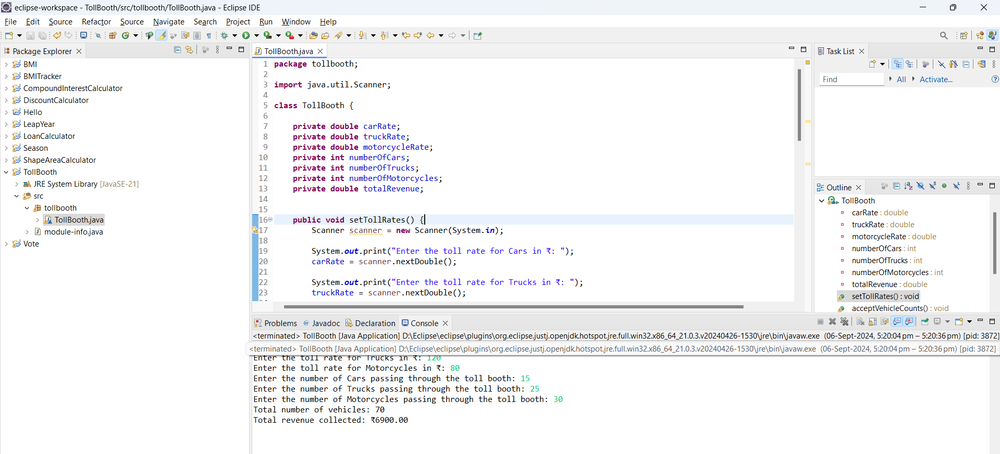 eclipse-workspace - TollBooth/src/tollbooth/TollBooth.java - Eclipse IDE
File Edit Source Refactor Source Navigate Search Project Run Window Help
Package Explorer
BMI
BMITracker
CompoundInterestCalculator
DiscountCalculator
Hello
LeapYear
LoanCalculator
Season
ShapeAreaCalculator
TollBooth
JRE System Library [JavaSE-21]
src
tollbooth
TollBooth.java
module-info.java
Vote
TollBooth.java
1 package tollbooth;
2
3 import java.util.Scanner;
4
5 class TollBooth {
6
7 private double carRate;
8 private double truckRate;
9 private double motorcycleRate;
10 private int numberOfCars;
11 private int numberOfTrucks;
12 private int numberOfMotorcycles;
13 private double totalRevenue;
14
15
16 public void setTollRates() {
17 Scanner scanner = new Scanner(System.in);
18
19 System.out.print("Enter the toll rate for Cars in ₹: ");
20 carRate = scanner.nextDouble();
21
22 System.out.print("Enter the toll rate for Trucks in ₹: ");
23 truckRate = scanner.nextDouble();
Task List
Find All Activate...
Outline
TollBooth
carRate : double
truckRate : double
motorcycleRate : double
numberOfCars : int
numberOfTrucks : int
numberOfMotorcycles : int
totalRevenue : double
setTollRates() : void
acceptVehicleCounts() : void
Problems Javadoc Declaration Console
<terminated> TollBooth [Java Application] D:\Eclipse\eclipse\plugins\org.eclipse.justj.openjdk.hotspot.jre.full.win32.x86_64_21.0.3.v20240426-1530\jre\bin\javaw.exe (06-Sept-2024, 5:20:04 pm – 5:20:36 pm) [pid: 3872]
<terminated> TollBooth [Java Application] D:\Eclipse\eclipse\plugins\org.eclipse.justj.openjdk.hotspot.jre.full.win32.x86_64_21.0.3.v20240426-1530\jre\bin\javaw.exe (06-Sept-2024, 5:20:04 pm – 5:20:36 pm) [pid: 3872]
Enter the toll rate for Trucks in ₹: 120
Enter the toll rate for Motorcycles in ₹: 80
Enter the number of Cars passing through the toll booth: 15
Enter the number of Trucks passing through the toll booth: 25
Enter the number of Motorcycles passing through the toll booth: 30
Total number of vehicles: 70
Total revenue collected: ₹6900.00